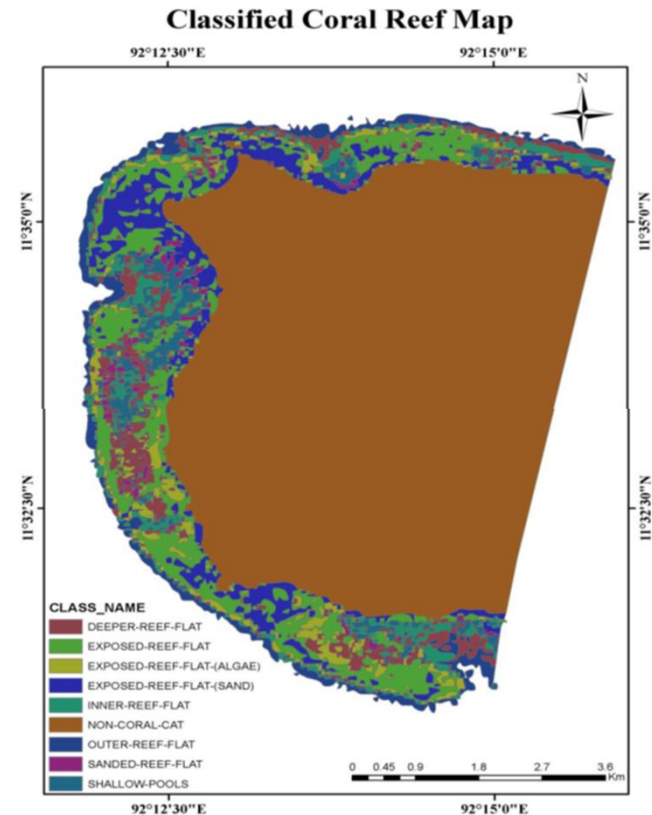 Classified Coral Reef Map
92°12'30"E 92°15'0"E
N
11°35'0"N 11°35'0"N
11°32'30"N 11°32'30"N
CLASS_NAME
DEEPER-REEF-FLAT
EXPOSED-REEF-FLAT
EXPOSED-REEF-FLAT-(ALGAE)
EXPOSED-REEF-FLAT-(SAND)
INNER-REEF-FLAT
NON-CORAL-CAT
OUTER-REEF-FLAT
SANDED-REEF-FLAT
SHALLOW-POOLS
0 0.45 0.9 1.8 2.7 3.6
Km
92°12'30"E 92°15'0"E